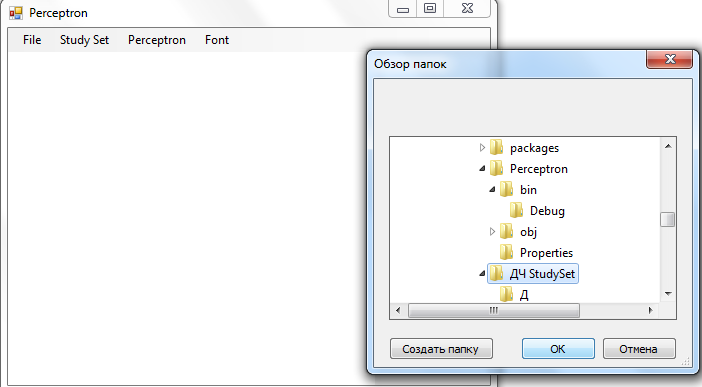 Perceptron
File Study Set Perceptron Font
Обзор папок
packages
Perceptron
bin
Debug
obj
Properties
ДЧ StudySet
Д
Создать папку ОК Отмена